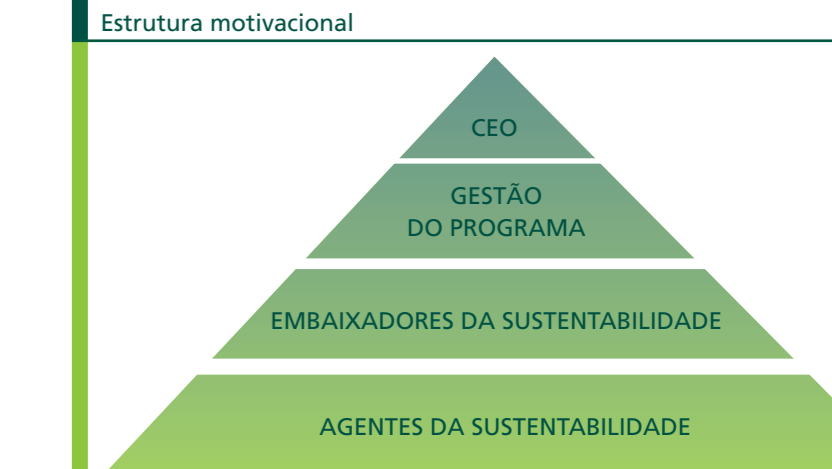 Estrutura motivacional
CEO
GESTÃO
DO PROGRAMA
EMBAIXADORES DA SUSTENTABILIDADE
AGENTES DA SUSTENTABILIDADE